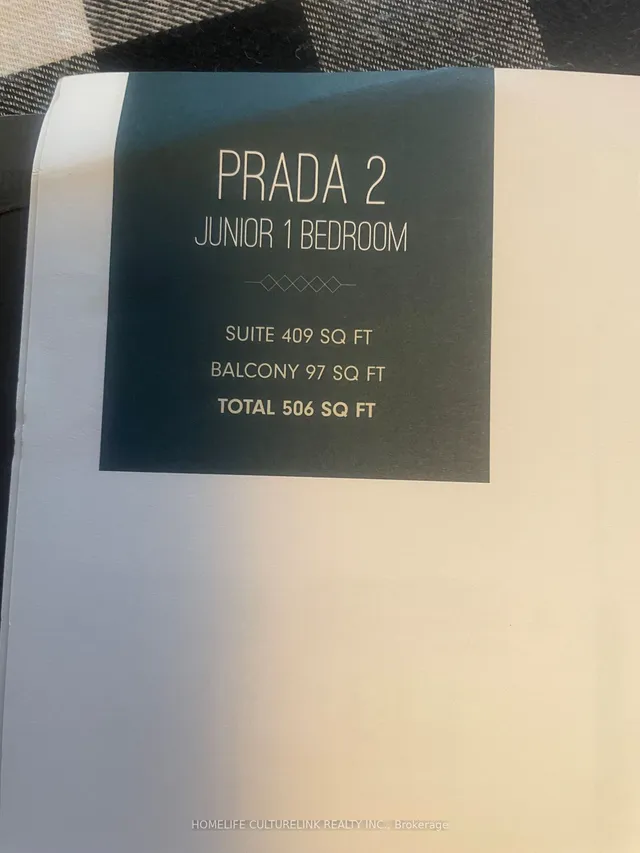 PRADA 2
JUNIOR 1 BEDROOM
SUITE 409 SQ FT
BALCONY 97 SQ FT
TOTAL 506 SQ FT
HOMELIFE CULTURELINK REALTY INC., Brokerage